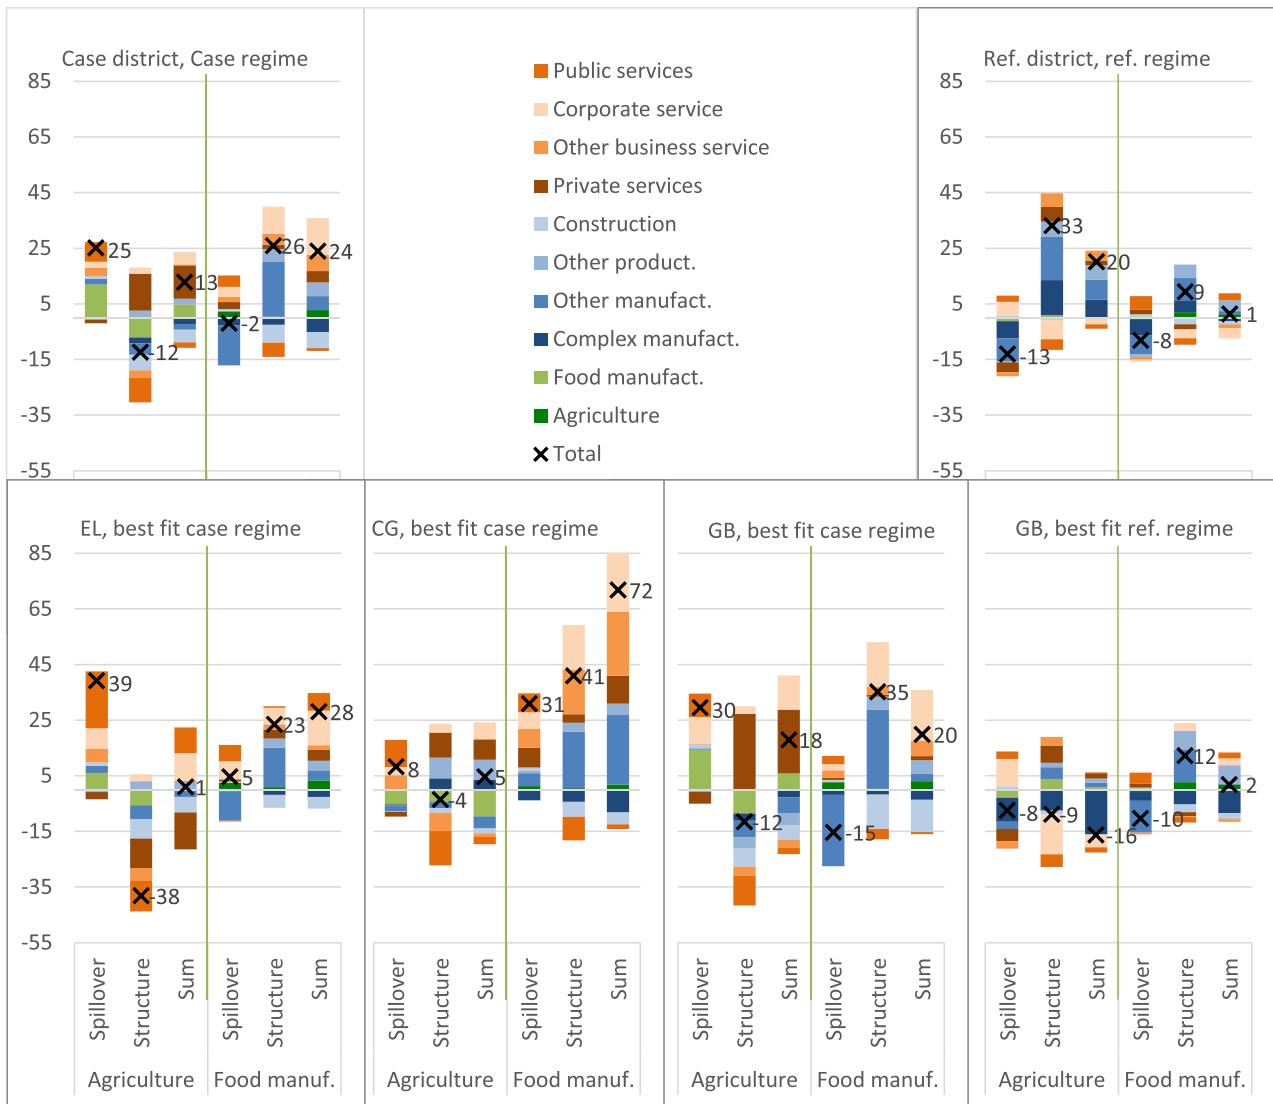 Case district, Case regime
85
65
45
25
5
-15
-35
-55
25
-12
13
-2
26
24
Public services
Corporate service
Other business service
Private services
Construction
Other product.
Other manufact.
Complex manufact.
Food manufact.
Agriculture
Total
Ref. district, ref. regime
85
65
45
25
5
-15
-35
-55
-13
33
20
-8
9
1
EL, best fit case regime
85
65
45
25
5
-15
-35
-55
39
-38
1
5
23
28
Spillover
Structure
Sum
Spillover
Structure
Sum
Agriculture
Food manuf.
CG, best fit case regime
8
-4
5
31
41
72
Spillover
Structure
Sum
Spillover
Structure
Sum
Agriculture
Food manuf.
GB, best fit case regime
30
-12
18
-15
35
20
Spillover
Structure
Sum
Spillover
Structure
Sum
Agriculture
Food manuf.
GB, best fit ref. regime
-8
-9
-16
-10
12
2
Spillover
Structure
Sum
Spillover
Structure
Sum
Agriculture
Food manuf.